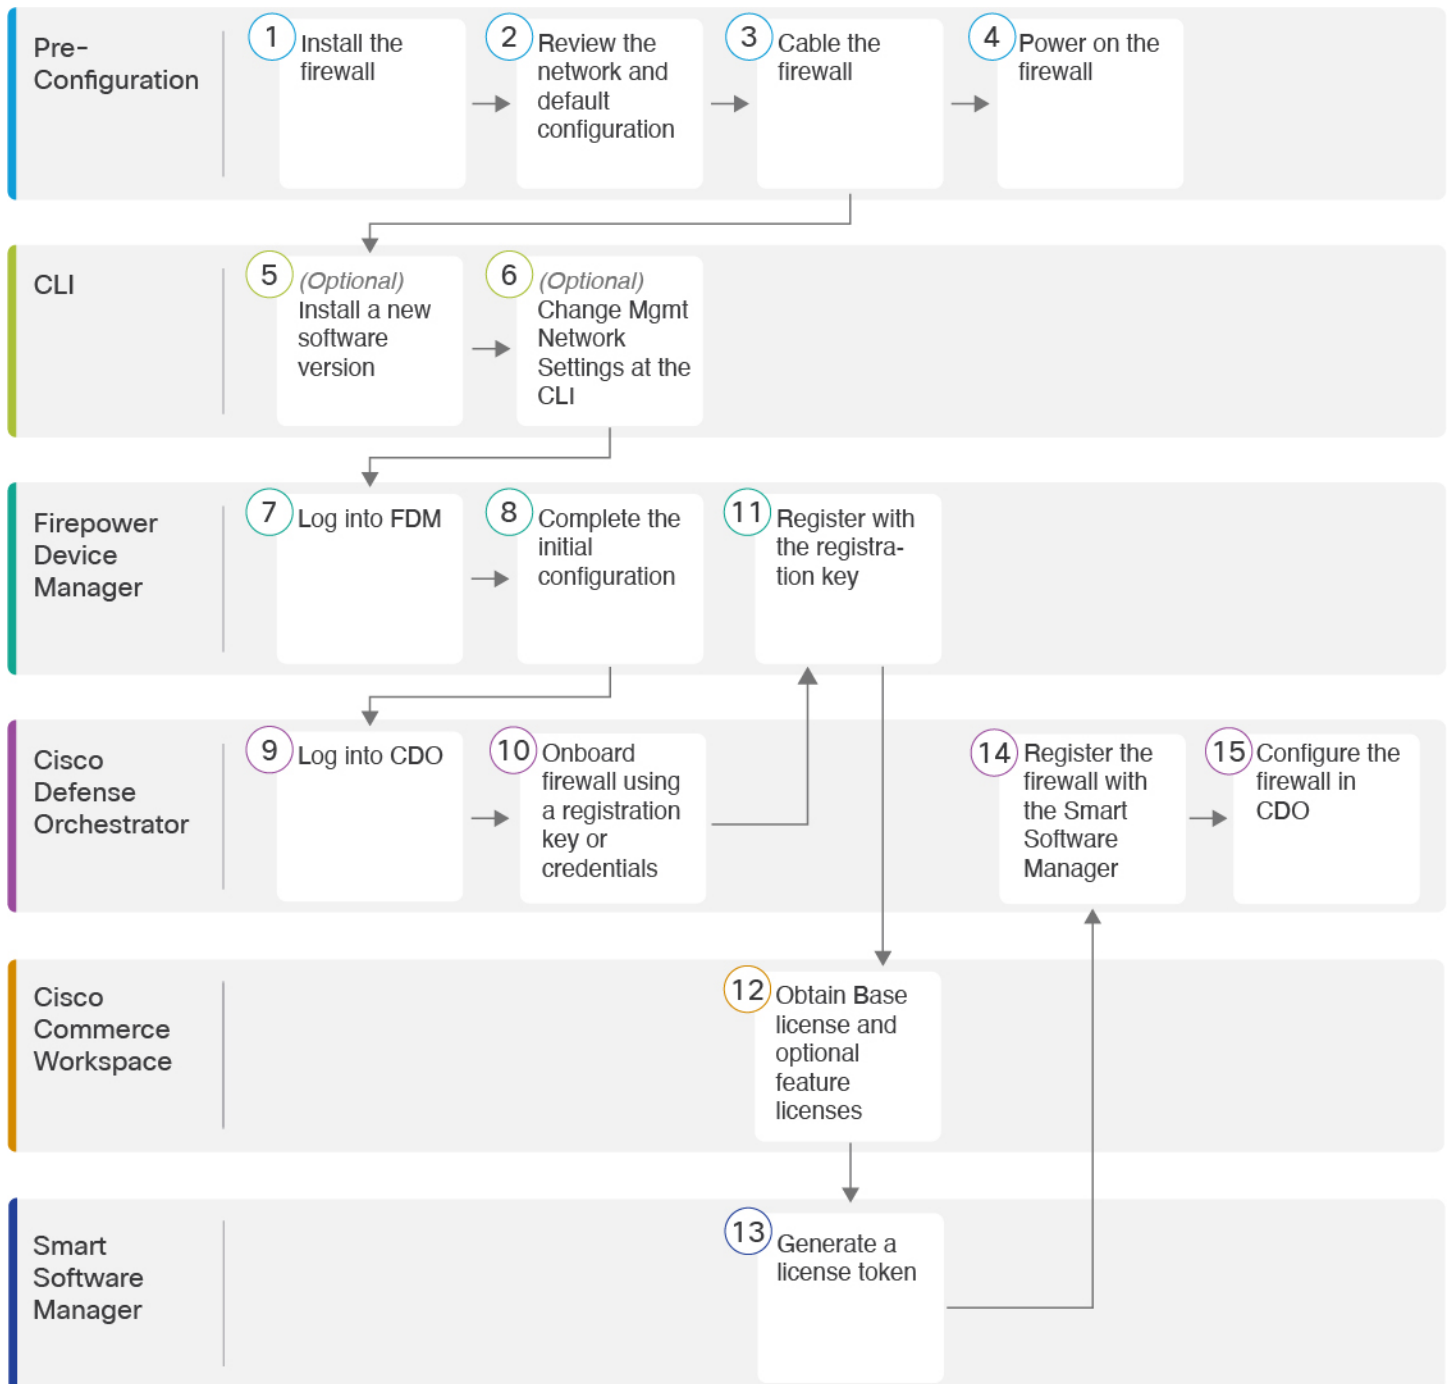 Pre-
Configuration
1
Install the
firewall
2
Review the
network and
default
configuration
3
Cable the
firewall
4
Power on the
firewall
CLI
5
(Optional)
Install a new
software
version
6
(Optional)
Change Mgmt
Network
Settings at the
CLI
Firepower
Device
Manager
7
Log into FDM
8
Complete the
initial
configuration
11
Register with
the registra-
tion key
Cisco
Defense
Orchestrator
9
Log into CDO
10
Onboard
firewall using
a registration
key or
credentials
14
Register the
firewall with
the Smart
Software
Manager
15
Configure the
firewall in
CDO
Cisco
Commerce
Workspace
12
Obtain Base
license and
optional
feature
licenses
Smart
Software
Manager
13
Generate a
license token